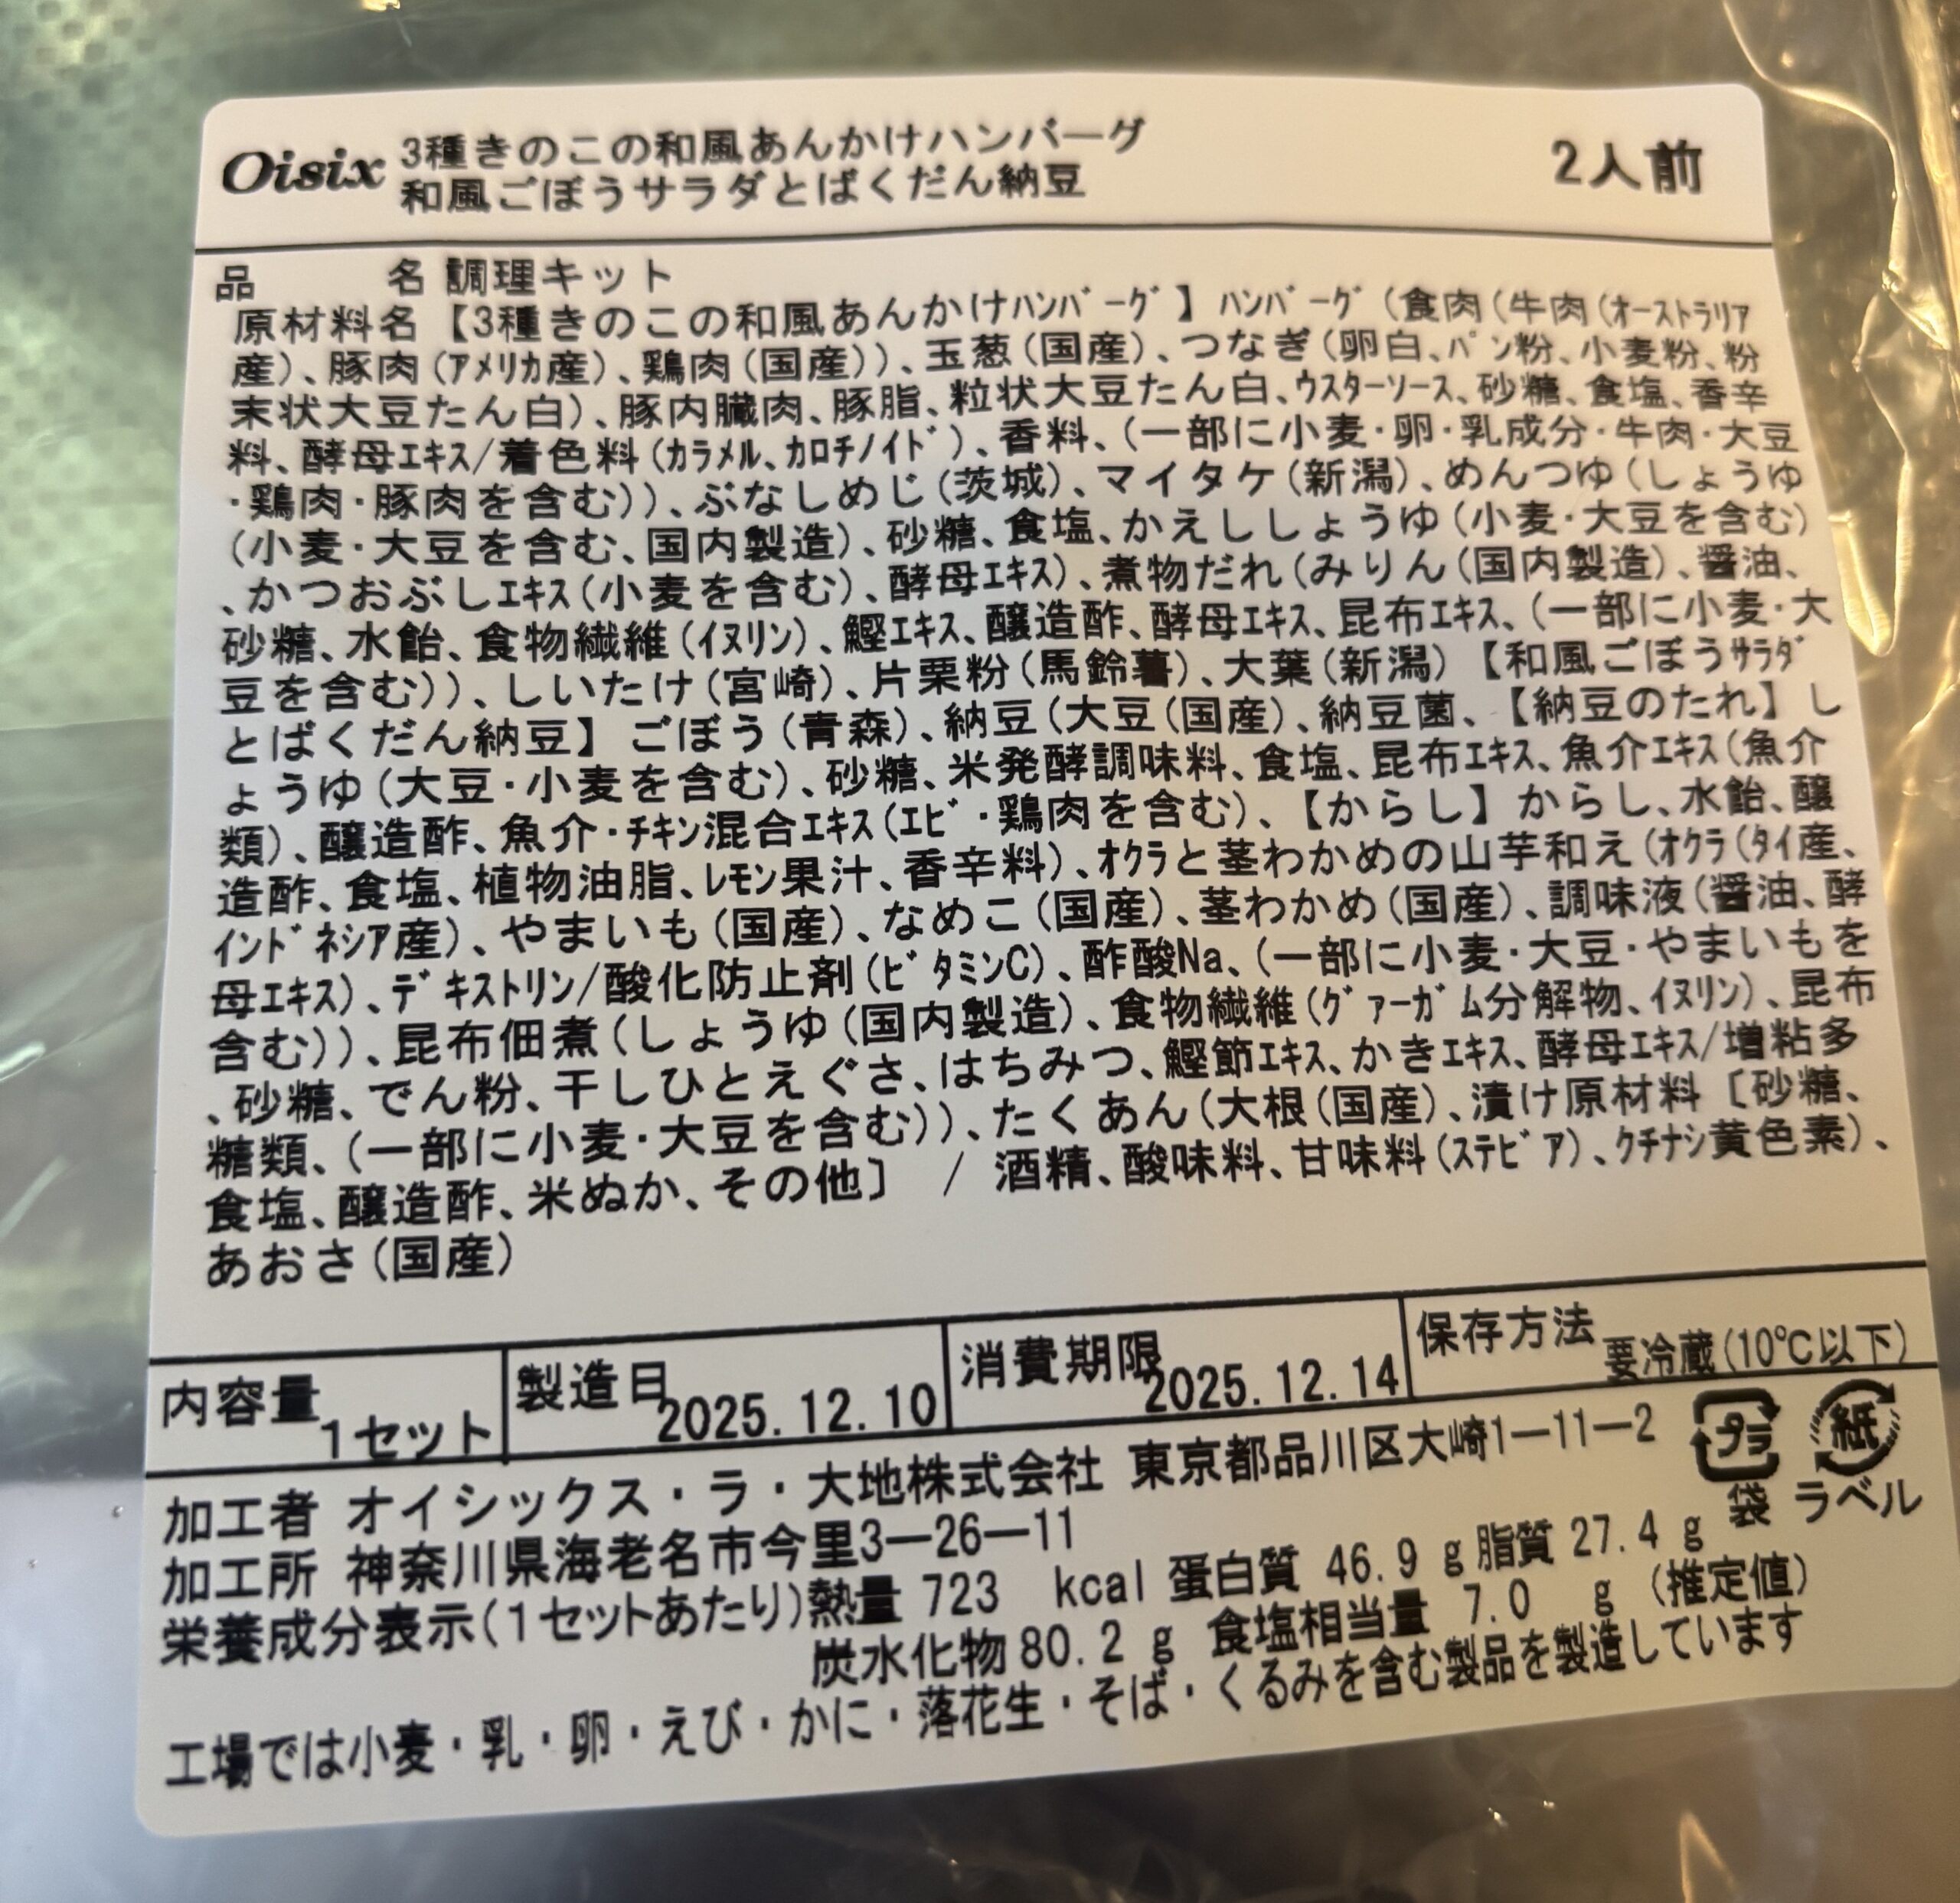 Oisix 3種きのこの和風あんかけハンバーグ
和風ごぼうサラダとばくだん納豆
2人前
品　　名 調理キット
原材料名【3種きのこの和風あんかけﾊﾝﾊﾞｰｸﾞ】ﾊﾝﾊﾞｰｸﾞ(食肉(牛肉(ｵｰｽﾄﾗﾘｱ
産)、豚肉(ｱﾒﾘｶ産)、鶏肉(国産))、玉葱(国産)、つなぎ(卵白、ﾊﾟﾝ粉、小麦粉、粉
末状大豆たん白)、豚内臓肉、豚脂、粒状大豆たん白、ｳｽﾀｰｿｰｽ、砂糖、食塩、香辛
料、酵母ｴｷｽ/着色料(ｶﾗﾒﾙ、ｶﾛﾁﾉｲﾄﾞ)、香料、(一部に小麦・卵・乳成分・牛肉・大豆
・鶏肉・豚肉を含む))、ぶなしめじ(茨城)、マイタケ(新潟)、めんつゆ(しょうゆ
(小麦・大豆を含む、国内製造)、砂糖、食塩、かえししょうゆ(小麦・大豆を含む)
、かつおぶしｴｷｽ(小麦を含む)、酵母ｴｷｽ)、煮物だれ(みりん(国内製造)、醤油、
砂糖、水飴、食物繊維(ｲﾇﾘﾝ)、鰹ｴｷｽ、醸造酢、酵母ｴｷｽ、昆布ｴｷｽ、(一部に小麦・大
豆を含む))、しいたけ(宮崎)、片栗粉(馬鈴薯)、大葉(新潟)【和風ごぼうｻﾗﾀﾞ
とばくだん納豆】ごぼう(青森)、納豆(大豆(国産)、納豆菌、【納豆のたれ】し
ょうゆ(大豆・小麦を含む)、砂糖、米発酵調味料、食塩、昆布ｴｷｽ、魚介ｴｷｽ(魚介
類)、醸造酢、魚介・ﾁｷﾝ混合ｴｷｽ(ｴﾋﾞ・鶏肉を含む)、【からし】からし、水飴、醸
造酢、食塩、植物油脂、ﾚﾓﾝ果汁、香辛料)、ｵｸﾗと茎わかめの山芋和え(ｵｸﾗ(ﾀｲ産、
ｲﾝﾄﾞﾈｼｱ産)、やまいも(国産)、なめこ(国産)、茎わかめ(国産)、調味液(醤油、酵
母ｴｷｽ)、ﾃﾞｷｽﾄﾘﾝ/酸化防止剤(ﾋﾞﾀﾐﾝC)、酢酸Na、(一部に小麦・大豆・やまいもを
含む))、昆布佃煮(しょうゆ(国内製造)、食物繊維(ｸﾞｧｰｶﾞﾑ分解物、ｲﾇﾘﾝ)、昆布
、砂糖、でん粉、干しひとえぐさ、はちみつ、鰹節ｴｷｽ、かきｴｷｽ、酵母ｴｷｽ/増粘多
糖類、(一部に小麦・大豆を含む))、たくあん(大根(国産)、漬け原材料〔砂糖、
食塩、醸造酢、米ぬか、その他〕 / 酒精、酸味料、甘味料(ｽﾃﾋﾞｱ)、ｸﾁﾅｼ黄色素)、
あおさ(国産)
内容量 1セット
製造日 2025.12.10
消費期限 2025.12.14
保存方法 要冷蔵(10℃以下)
加工者 オイシックス・ラ・大地株式会社 東京都品川区大崎1ー11ー2
加工所 神奈川県海老名市今里3ー26ー11
プラ 紙
袋 ラベル
栄養成分表示(1セットあたり)熱量 723 kcal 蛋白質 46.9 g 脂質 27.4 g
炭水化物 80.2 g 食塩相当量 7.0 g (推定値)
工場では小麦・乳・卵・えび・かに・落花生・そば・くるみを含む製品を製造しています